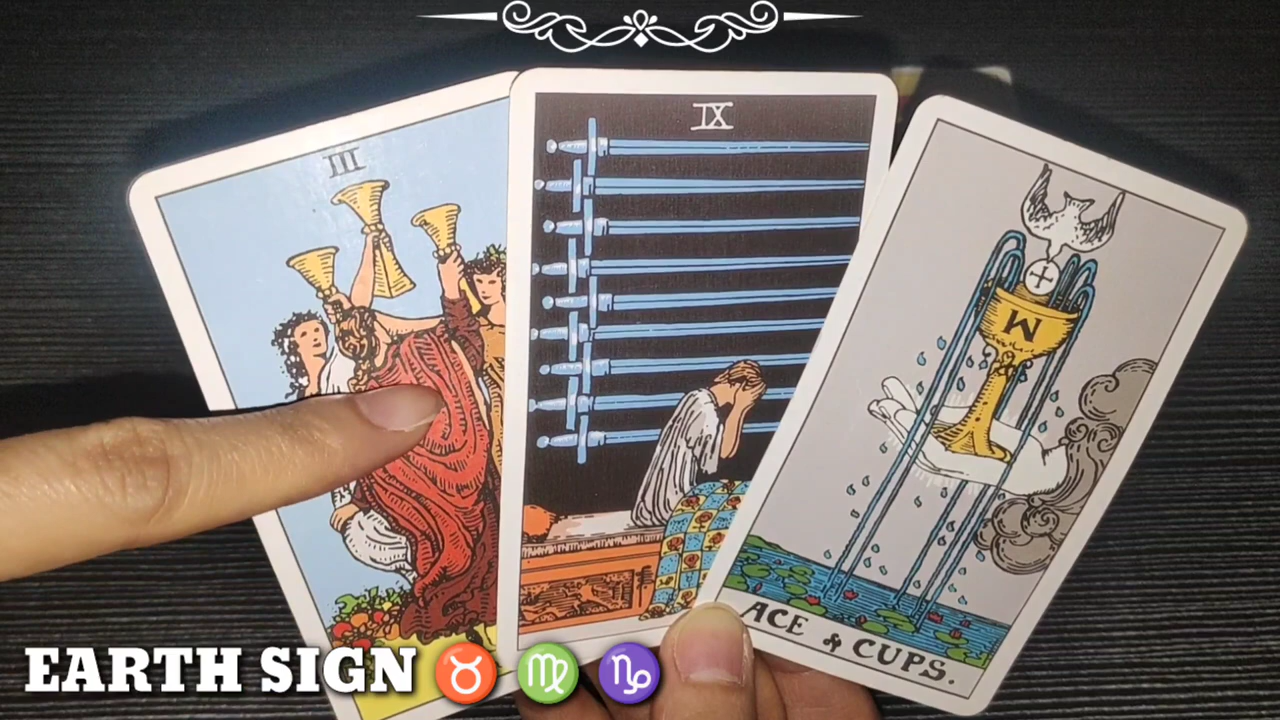 III
IX
W
ACE of CUPS.
EARTH SIGN ♉ ♍ ♑